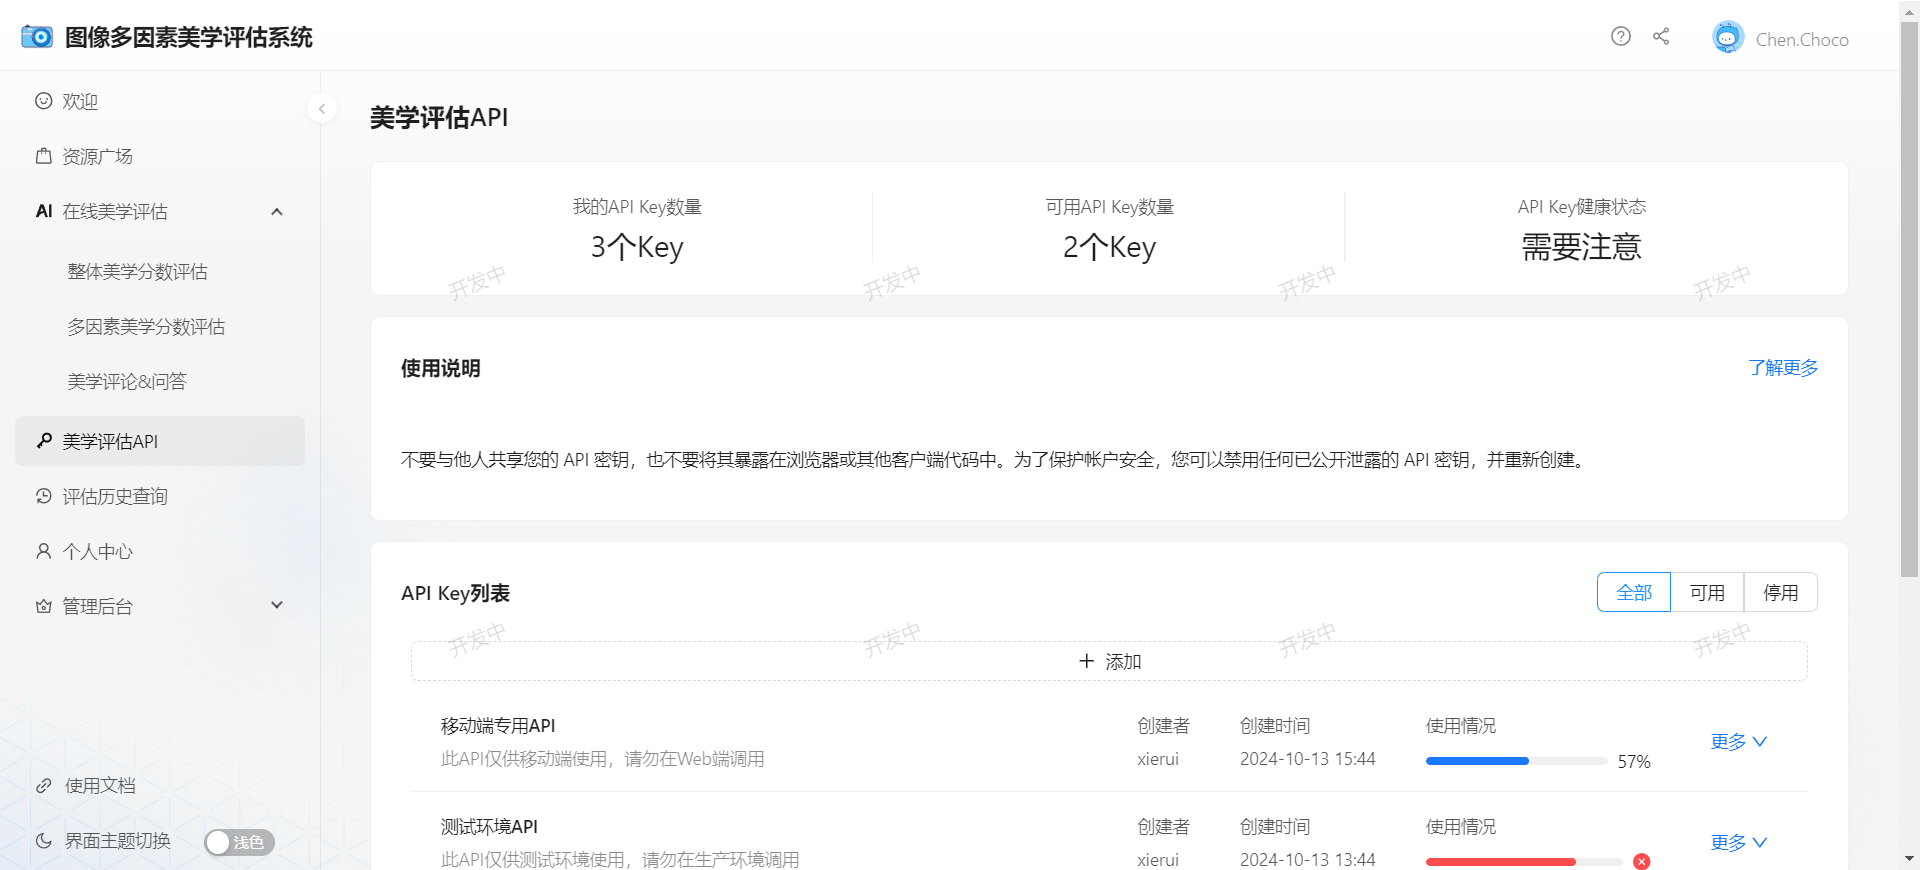 图像多因素美学评估系统
Chen.Choco
欢迎
资源广场
AI 在线美学评估
整体美学分数评估
多因素美学分数评估
美学评论&问答
美学评估API
评估历史查询
个人中心
管理后台
使用文档
界面主题切换 浅色
美学评估API
我的API Key数量 可用API Key数量 API Key健康状态
3个Key 2个Key 需要注意
开发中 开发中 开发中 开发中
使用说明 了解更多
不要与他人共享您的 API 密钥，也不要将其暴露在浏览器或其他客户端代码中。为了保护帐户安全，您可以禁用任何已公开泄露的 API 密钥，并重新创建。
API Key列表 全部 可用 停用
开发中 开发中 开发中 开发中
添加
移动端专用API 创建者 创建时间 使用情况 更多
此API仅供移动端使用，请勿在Web端调用 xierui 2024-10-13 15:44 57%
测试环境API 创建者 创建时间 使用情况 更多
此API仅供测试环境使用，请勿在生产环境调用 xierui 2024-10-13 13:44